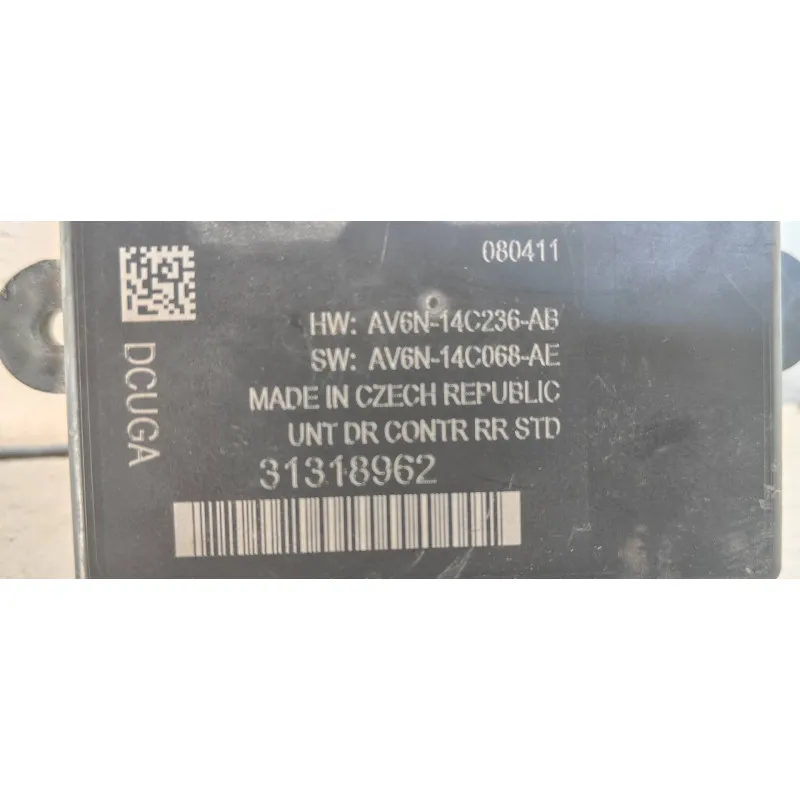 080411
HW: AV6N-14C236-AB
SW: AV6N-14C068-AE
MADE IN CZECH REPUBLIC
UNT DR CONTR RR STD
31318962
DCUGA